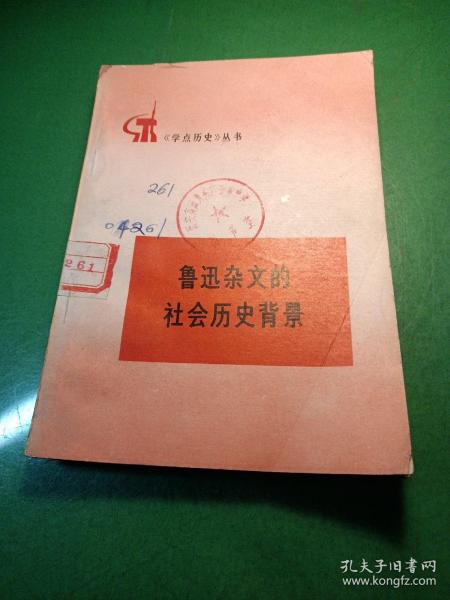 《学点历史》丛书
261
04261
261
鲁迅杂文的
社会历史背景
孔夫子旧书网
www.kongfz.com